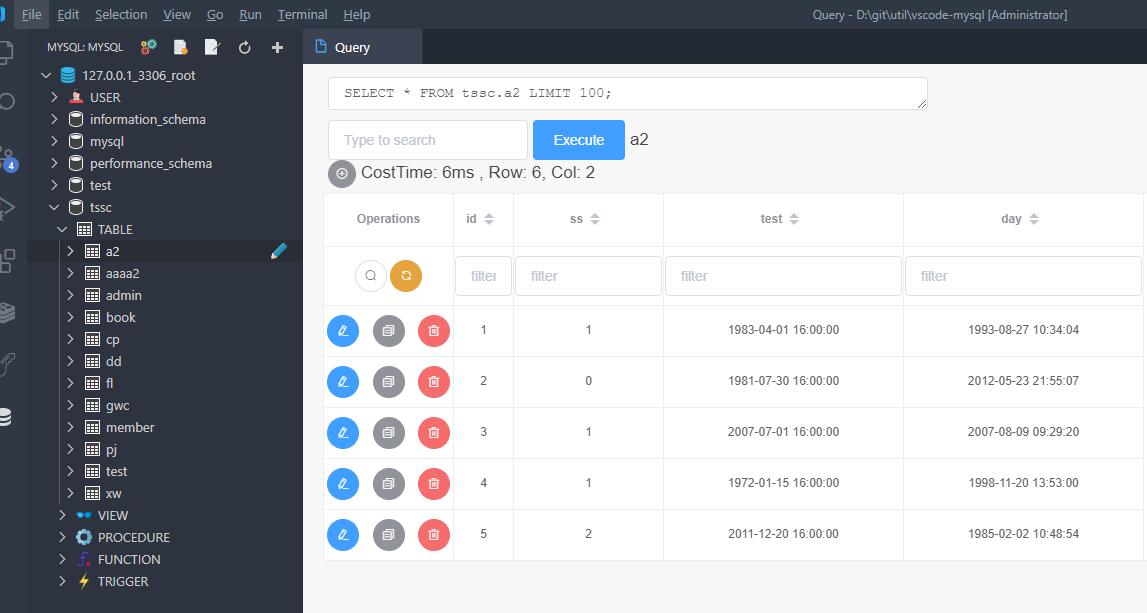 File Edit Selection View Go Run Terminal Help Query - D:\git\util\vscode-mysql [Administrator]
MYSQL: MYSQL
Query
127.0.0.1_3306_root
USER
information_schema
mysql
performance_schema
test
tssc
TABLE
a2
aaaa2
admin
book
cp
dd
fl
gwc
member
pj
test
xw
VIEW
PROCEDURE
FUNCTION
TRIGGER
4
SELECT * FROM tssc.a2 LIMIT 100;
Type to search Execute a2
CostTime: 6ms , Row: 6, Col: 2
Operations id ss test day
filter filter filter filter
1 1 1983-04-01 16:00:00 1993-08-27 10:34:04
2 0 1981-07-30 16:00:00 2012-05-23 21:55:07
3 1 2007-07-01 16:00:00 2007-08-09 09:29:20
4 1 1972-01-15 16:00:00 1998-11-20 13:53:00
5 2 2011-12-20 16:00:00 1985-02-02 10:48:54